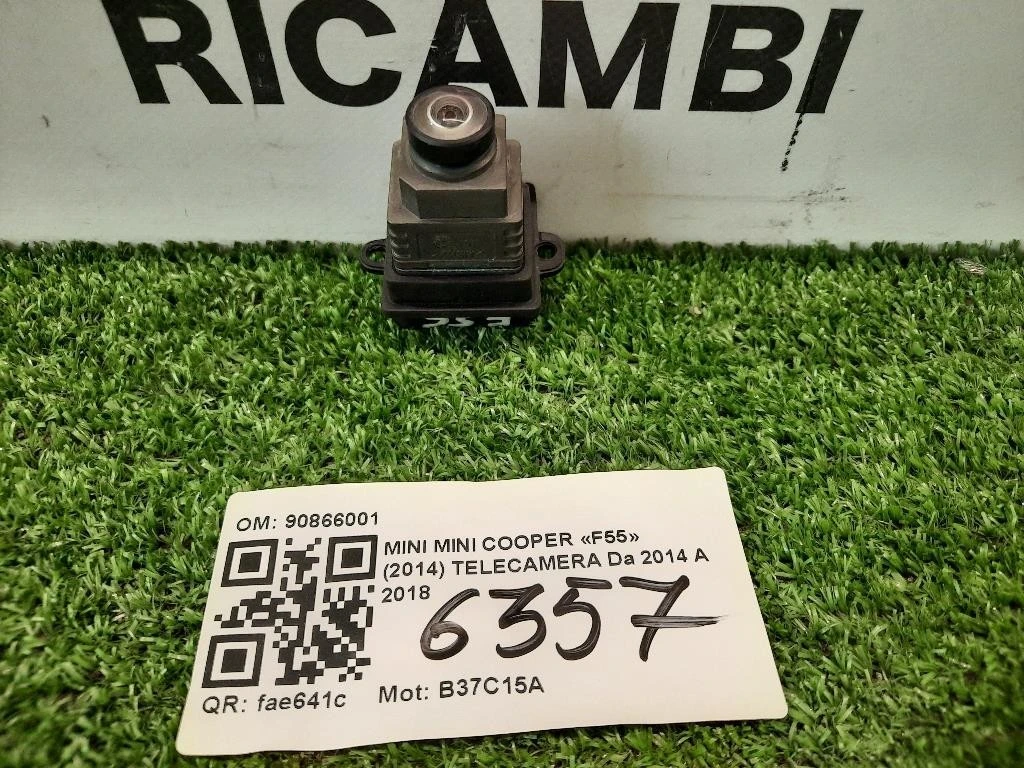 RICAMBI
OM: 90866001
MINI MINI COOPER «F55»
(2014) TELECAMERA Da 2014 A
2018
6357
QR: fae641c
Mot: B37C15A